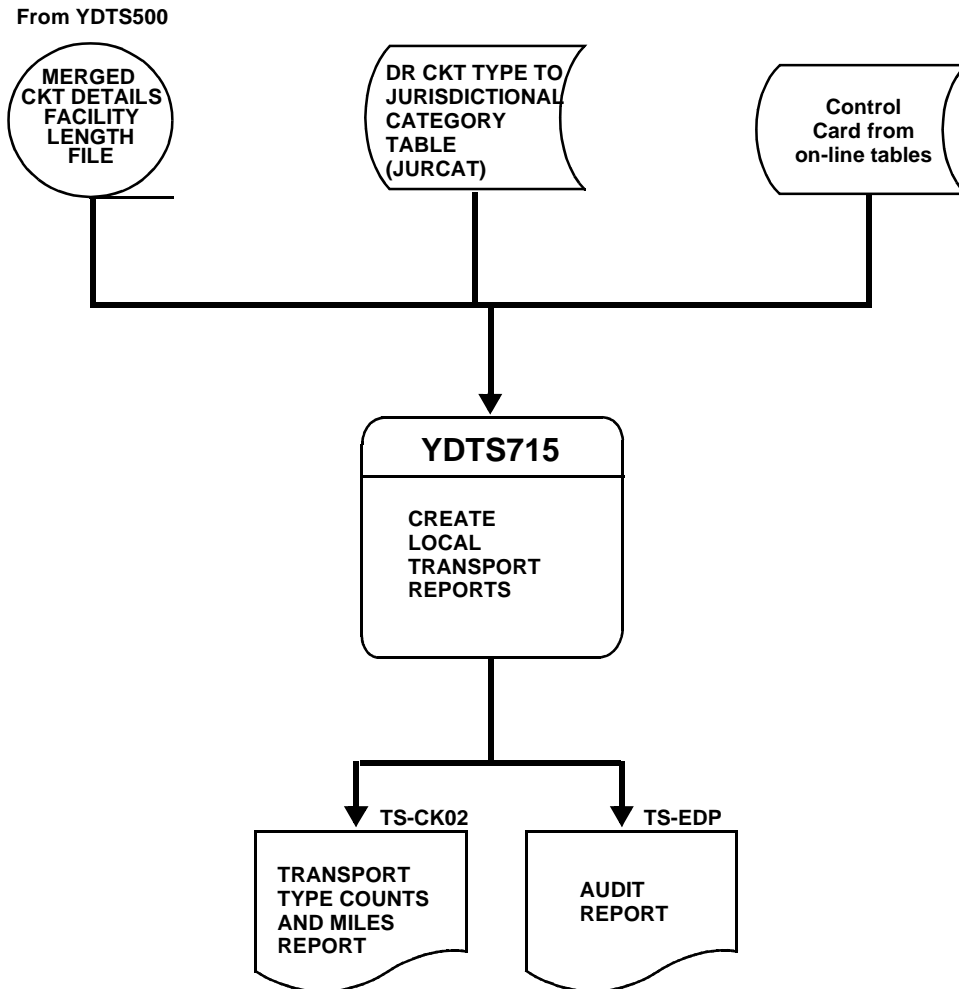 From YDTS500
MERGED
CKT DETAILS
FACILITY
LENGTH
FILE
DR CKT TYPE TO
JURISDICTIONAL
CATEGORY
TABLE
(JURCAT)
Control
Card from
on-line tables
YDTS715
CREATE
LOCAL
TRANSPORT
REPORTS
TS-CK02
TRANSPORT
TYPE COUNTS
AND MILES
REPORT
TS-EDP
AUDIT
REPORT